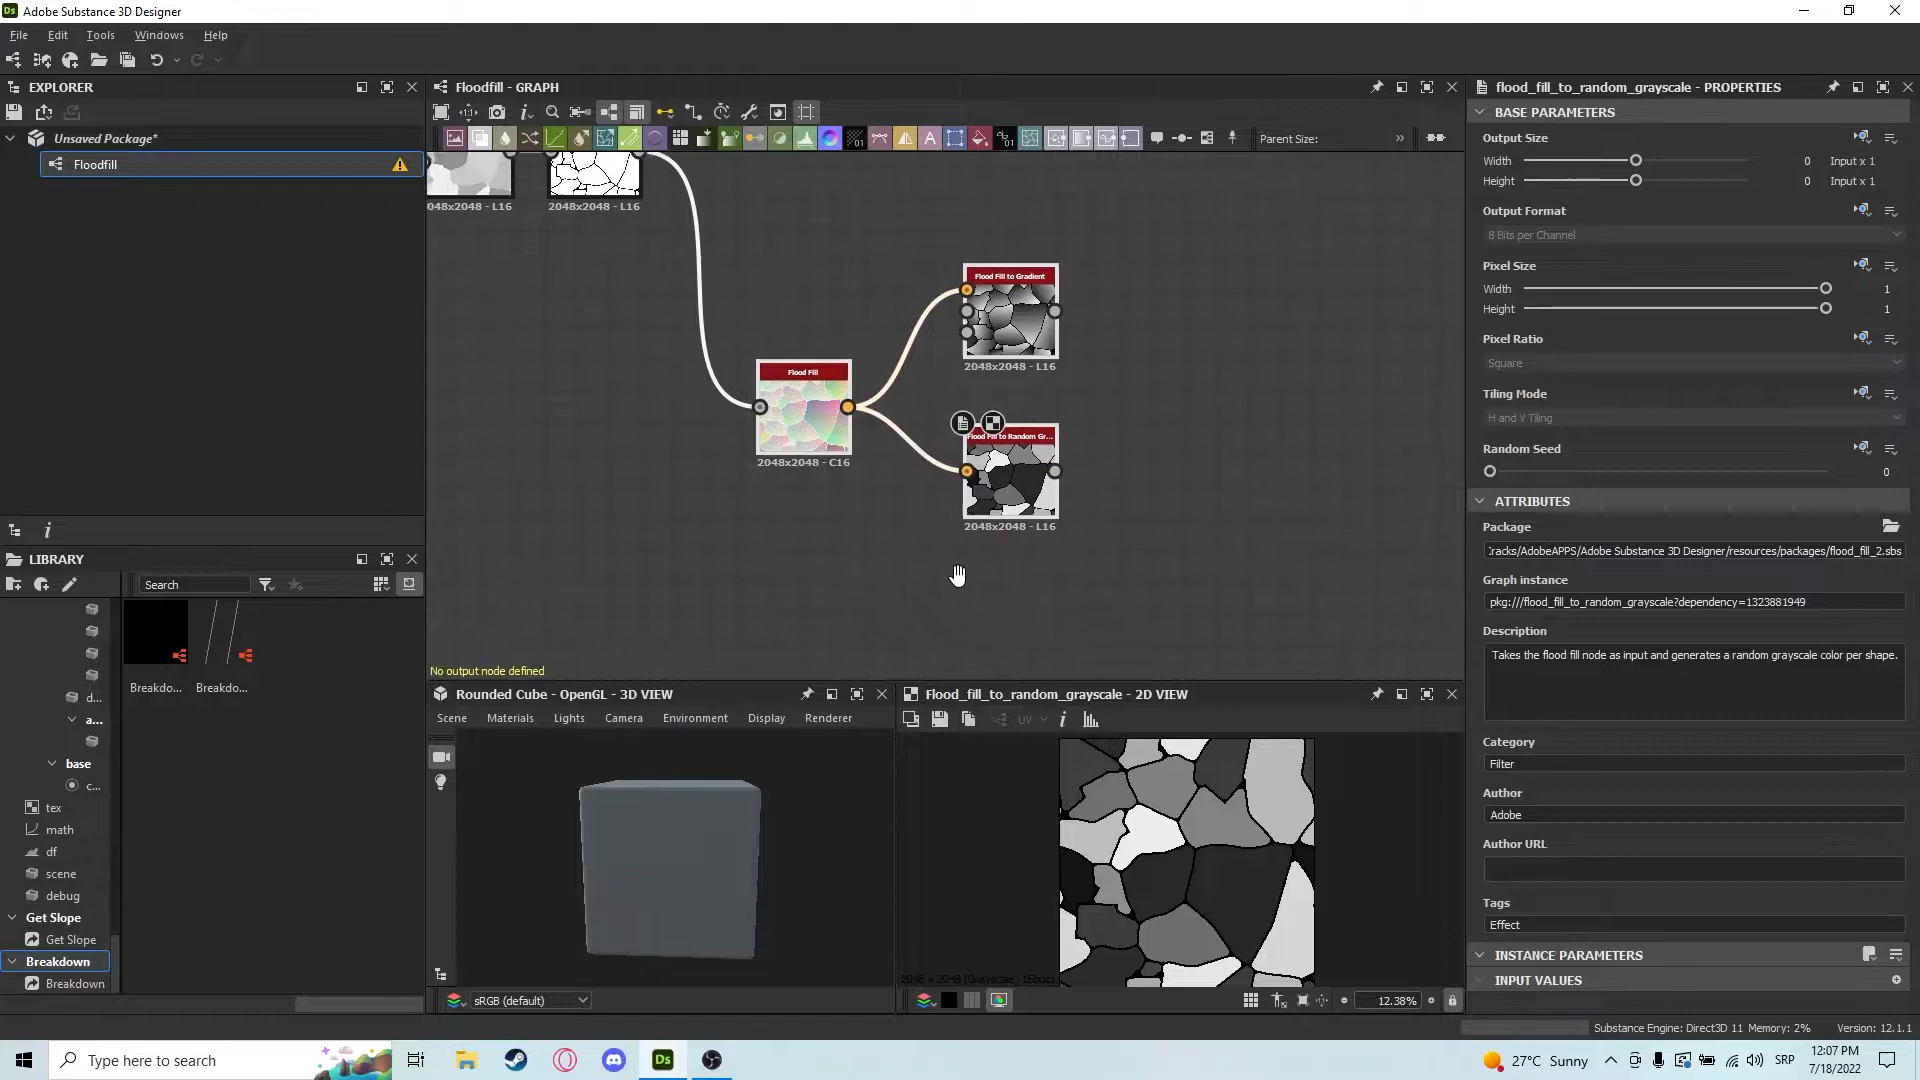 Ds Adobe Substance 3D Designer
File Edit Tools Windows Help
EXPLORER
Unsaved Package*
Floodfill
LIBRARY
Search
d...
a...
base
c...
tex
math
df
scene
debug
Get Slope
Get Slope
Breakdown
Breakdown
Breakdo... Breakdo...
Floodfill - GRAPH
Parent Size:
048x2048 - L16 2048x2048 - L16
Flood Fill to Gradient
2048x2048 - L16
Flood Fill
2048x2048 - C16
Flood Fill to Random Gr...
2048x2048 - L16
No output node defined
Rounded Cube - OpenGL - 3D VIEW
Scene Materials Lights Camera Environment Display Renderer
sRGB (default)
Flood_fill_to_random_grayscale - 2D VIEW
UV
12.38%
flood_fill_to_random_grayscale - PROPERTIES
BASE PARAMETERS
Output Size
Width 0 Input x 1
Height 0 Input x 1
Output Format
8 Bits per Channel
Pixel Size
Width 1
Height 1
Pixel Ratio
Square
Tiling Mode
H and V Tiling
Random Seed
0
ATTRIBUTES
Package
racks/AdobeAPPS/Adobe Substance 3D Designer/resources/packages/flood_fill_2.sbs
Graph instance
pkg:///flood_fill_to_random_grayscale?dependency=1323881949
Description
Takes the flood fill node as input and generates a random grayscale color per shape.
Category
Filter
Author
Adobe
Author URL
Tags
Effect
INSTANCE PARAMETERS
INPUT VALUES
Substance Engine: Direct3D 11 Memory: 2% Version: 12.1.1
Type here to search
Ds
27°C Sunny
SRP
12:07 PM
7/18/2022